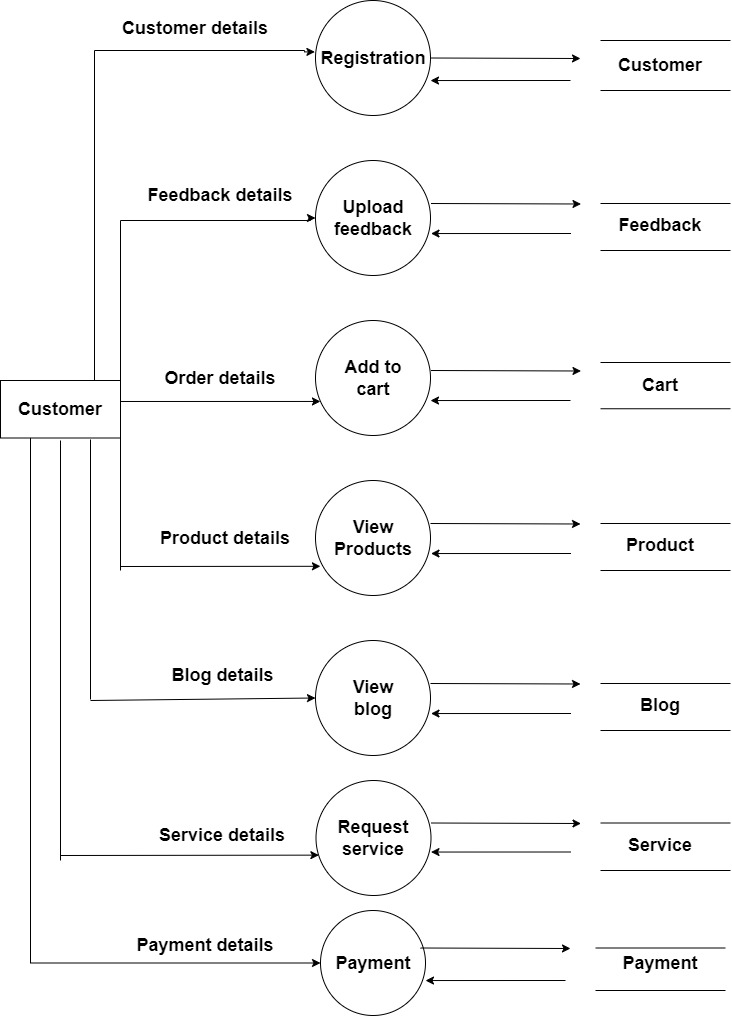 Customer details
Registration
Customer
Feedback details
Upload
feedback
Feedback
Order details
Add to
cart
Cart
Customer
Product details
View
Products
Product
Blog details
View
blog
Blog
Service details
Request
service
Service
Payment details
Payment
Payment